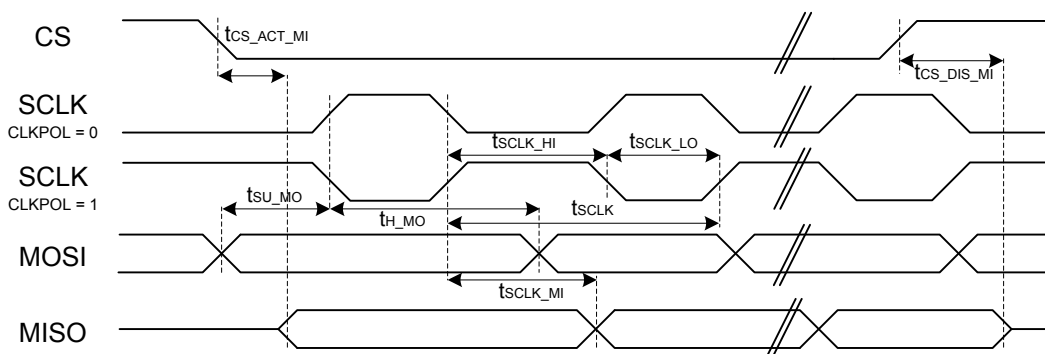 CS
tCS_ACT_MI
tCS_DIS_MI
SCLK
CLKPOL = 0
tSCLK_HI
tSCLK_LO
SCLK
CLKPOL = 1
tSU_MO
tH_MO
tSCLK
MOSI
tSCLK_MI
MISO